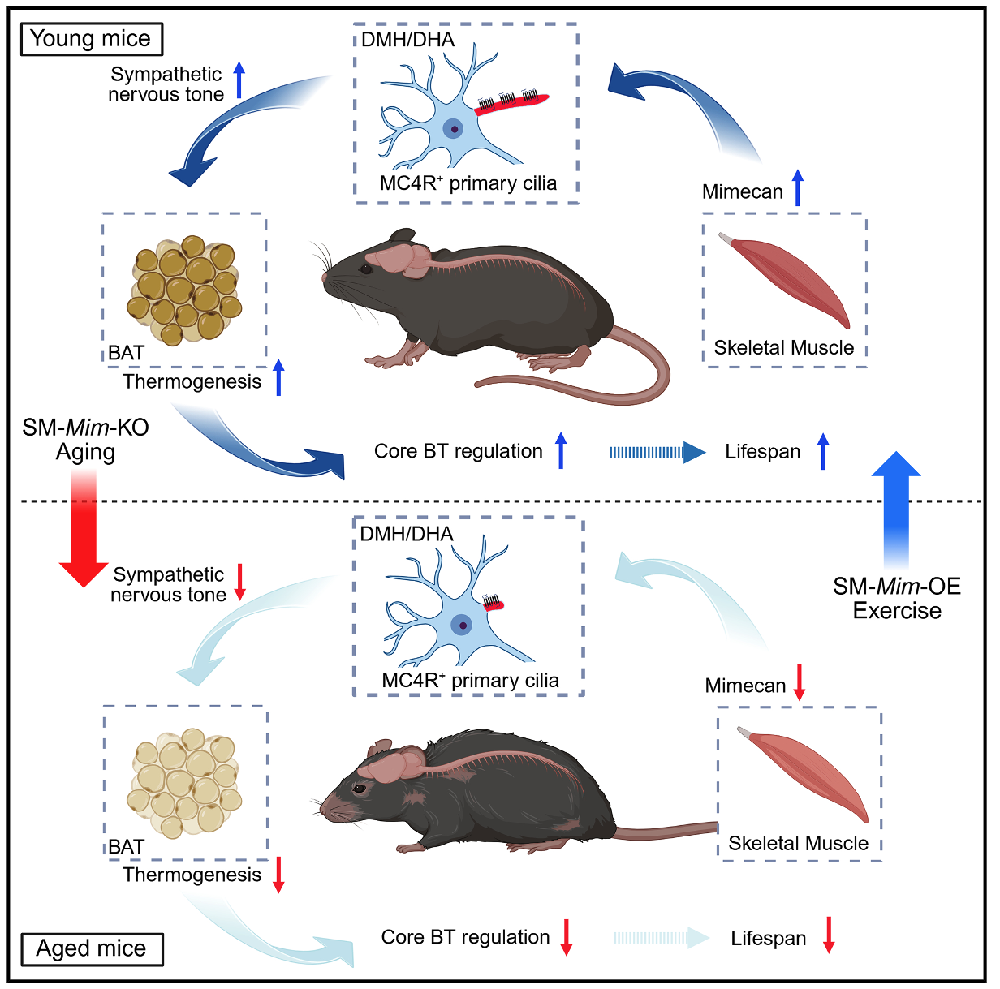 Young mice
DMH/DHA
Sympathetic
nervous tone
MC4R⁺ primary cilia
Mimecan
BAT
Skeletal Muscle
Thermogenesis
SM-Mim-KO
Aging
Core BT regulation
Lifespan
DMH/DHA
Sympathetic
nervous tone
SM-Mim-OE
Exercise
MC4R⁺ primary cilia
Mimecan
BAT
Skeletal Muscle
Thermogenesis
Core BT regulation
Lifespan
Aged mice